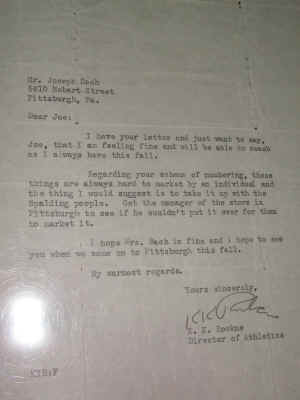 Mr. Joseph Bach
5610 Hobart Street
Pittsburgh, Pa.
Dear Joe:
I have your letter and just want to say,
Joe, that I am feeling fine and will be able to coach
as I always have this fall.
Regarding your scheme of numbering, these
things are always hard to market by an individual and
the thing I would suggest is to take it up with the
Spalding people. Get the manager of the store in
Pittsburgh to see if he wouldn't put it over for them
to market it.
I hope Mrs. Bach is fine and I hope to see
you when we come on to Pittsburgh this fall.
My warmest regards.
Yours sincerely,
K. K. Rockne
Director of Athletics